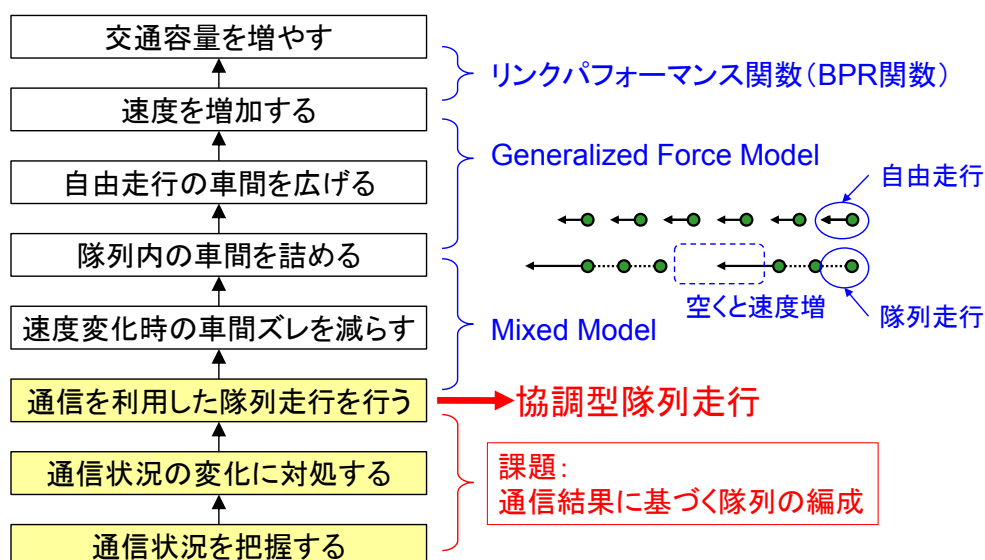 交通容量を増やす
リンクパフォーマンス関数（BPR関数）
速度を増加する
Generalized Force Model
自由走行
自由走行の車間を広げる
隊列内の車間を詰める
空くと速度増
隊列走行
速度変化時の車間ズレを減らす
Mixed Model
通信を利用した隊列走行を行う
協調型隊列走行
通信状況の変化に対処する
課題：
通信結果に基づく隊列の編成
通信状況を把握する